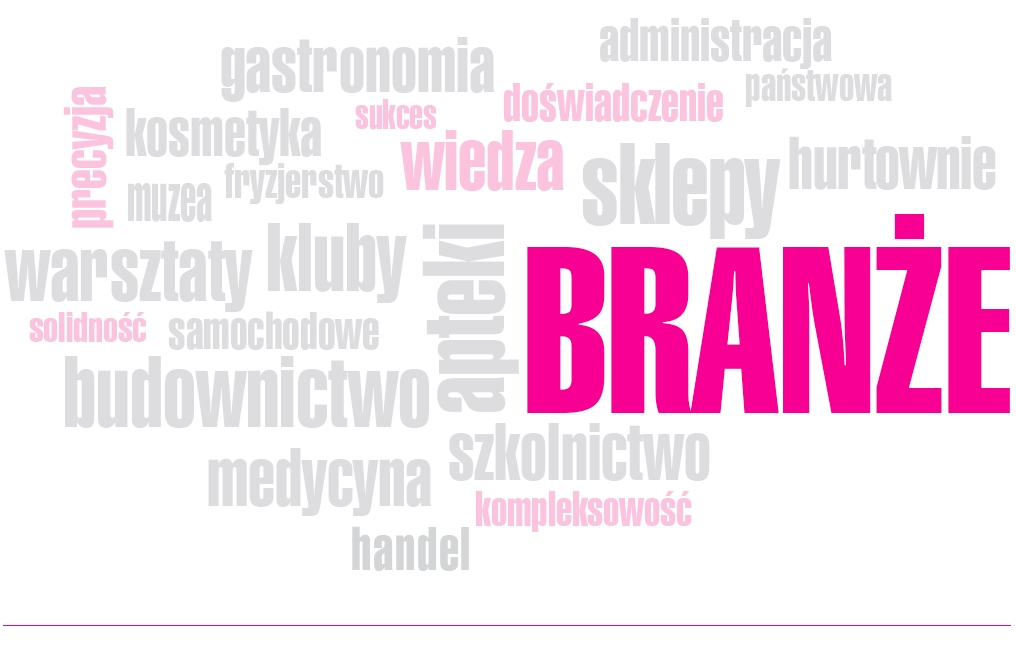 administracja
gastronomia
państwowa
precyzja
sukces
doświadczenie
kosmetyka
wiedza
sklepy
hurtownie
fryzjerstwo
muzea
kluby
warsztaty
apteki
BRANŻE
solidność
samochodowe
budownictwo
szkolnictwo
medycyna
kompleksowość
handel